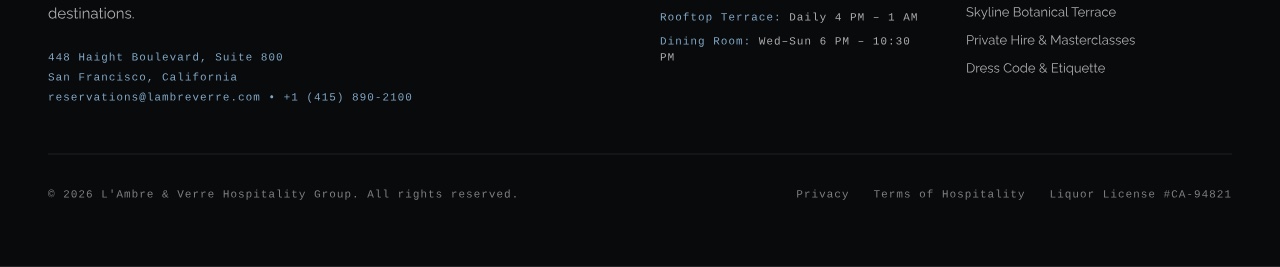 destinations.
448 Haight Boulevard, Suite 800
San Francisco, California
reservations@lambreverre.com • +1 (415) 890-2100
Rooftop Terrace: Daily 4 PM – 1 AM
Dining Room: Wed–Sun 6 PM – 10:30
PM
Skyline Botanical Terrace
Private Hire & Masterclasses
Dress Code & Etiquette
© 2026 L'Ambre & Verre Hospitality Group. All rights reserved.
Privacy Terms of Hospitality Liquor License #CA-94821